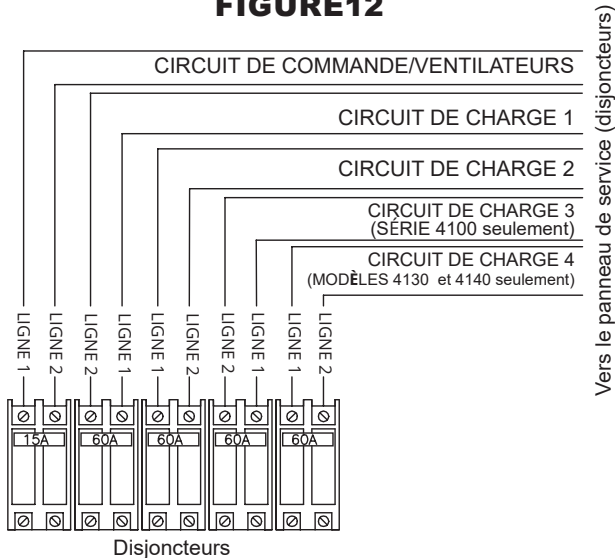 FIGURE12
CIRCUIT DE COMMANDE/VENTILATEURS
CIRCUIT DE CHARGE 1
CIRCUIT DE CHARGE 2
CIRCUIT DE CHARGE 3
(SÉRIE 4100 seulement)
CIRCUIT DE CHARGE 4
(MODÈLES 4130 et 4140 seulement)
Vers le panneau de service (disjoncteurs)
LIGNE 1
LIGNE 2
LIGNE 2
LIGNE 1
LIGNE 1
LIGNE 2
LIGNE 2
LIGNE 1
LIGNE 1
LIGNE 2
15A
60A
60A
60A
60A
Disjoncteurs